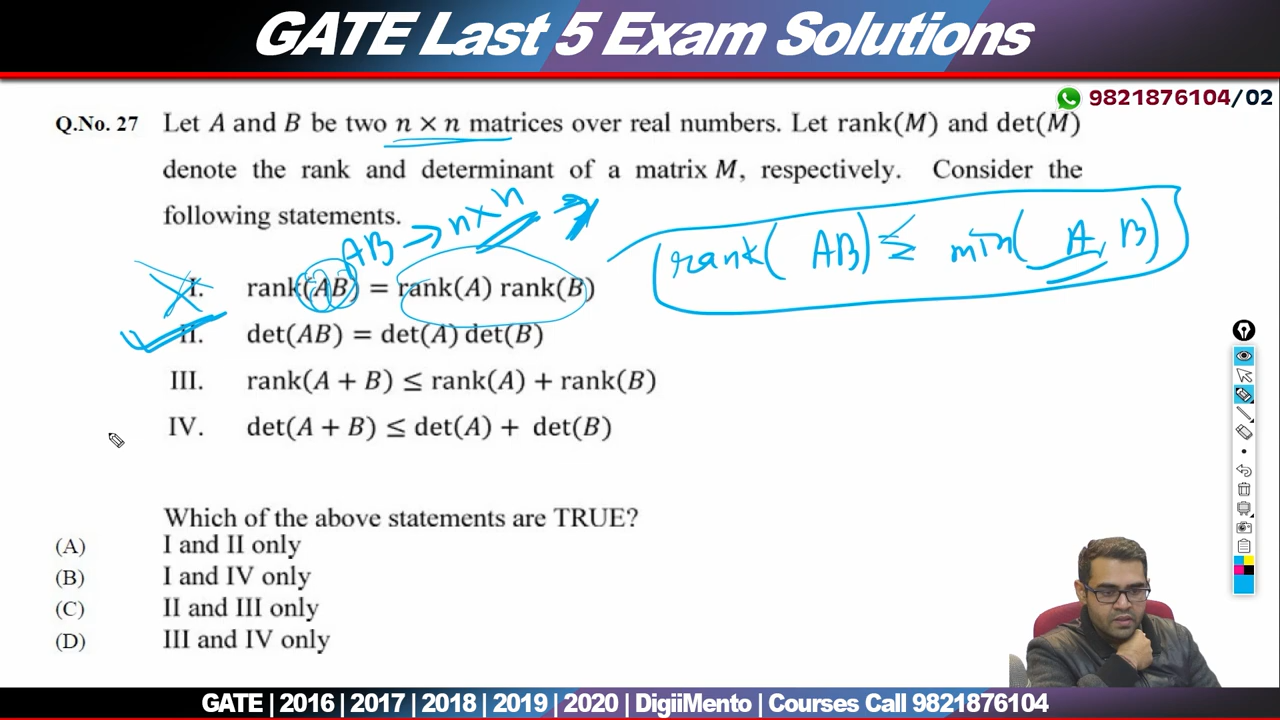 GATE Last 5 Exam Solutions
9821876104/02
Q.No. 27 Let A and B be two n × n matrices over real numbers. Let rank(M) and det(M)
denote the rank and determinant of a matrix M, respectively. Consider the
following statements.
AB → n×n
rank( AB) ≤ min( A, B)
I. rank(AB) = rank(A) rank(B)
II. det(AB) = det(A) det(B)
III. rank(A + B) ≤ rank(A) + rank(B)
IV. det(A + B) ≤ det(A) + det(B)
Which of the above statements are TRUE?
(A) I and II only
(B) I and IV only
(C) II and III only
(D) III and IV only
GATE | 2016 | 2017 | 2018 | 2019 | 2020 | DigiiMento | Courses Call 9821876104